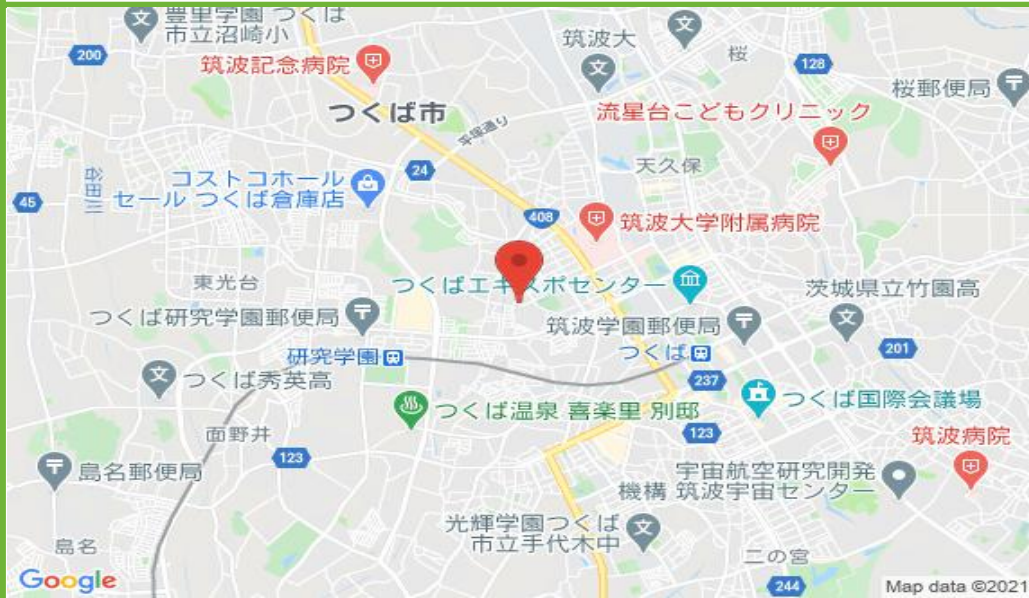 豊里学園 つくば
市立沼崎小
200
筑波記念病院
つくば市
平塚通り
筑波大
桜
128
桜郵便局
流星台こどもクリニック
天久保
24
45
谷田川
コストコホール
セール つくば倉庫店
408
筑波大学附属病院
東光台
つくばエキスポセンター
茨城県立竹園高
つくば研究学園郵便局
筑波学園郵便局
研究学園
つくば
201
つくば秀英高
237
つくば国際会議場
つくば温泉 喜楽里 別邸
面野井
123
123
筑波病院
島名郵便局
宇宙航空研究開発
機構 筑波宇宙センター
光輝学園つくば
市立手代木中
島名
二の宮
244
Google
Map data ©2021